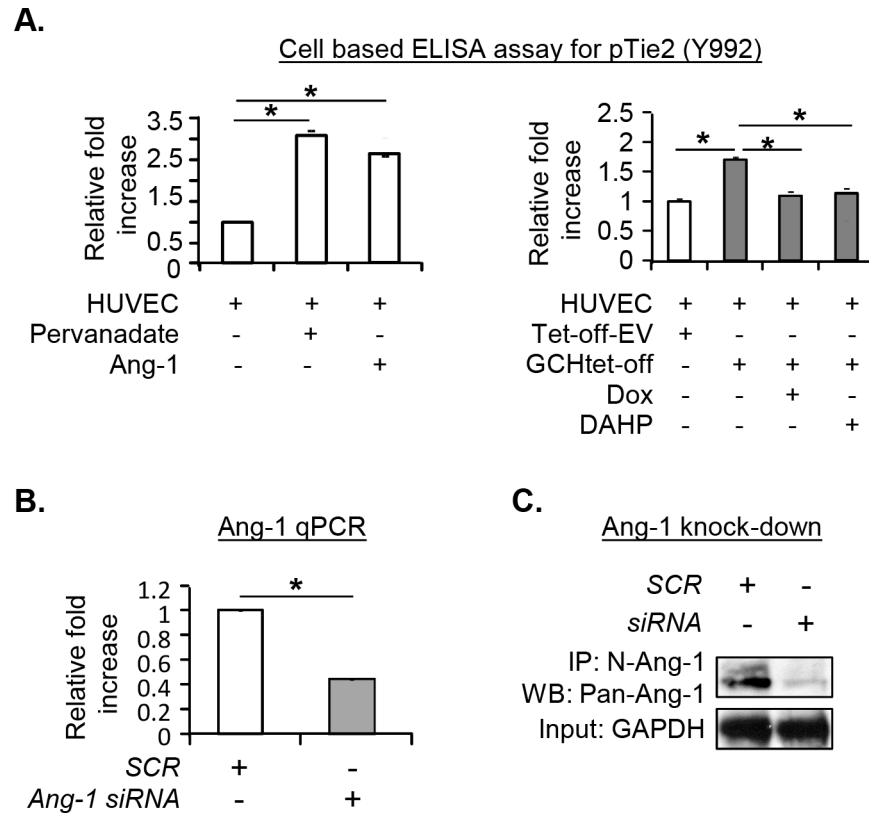 A.
Cell based ELISA assay for pTie2 (Y992)
Relative fold
increase
3.5
2.5
1.5
0.5
0
*
*
HUVEC + + +
Pervanadate - + -
Ang-1 - - +
Relative fold
increase
2.5
2
1.5
1
0.5
0
*
*
*
HUVEC + + + +
Tet-off-EV + - - -
GCHtet-off - + + +
Dox - - + -
DAHP - - - +
B.
Ang-1 qPCR
Relative fold
increase
1.2
1
0.8
0.6
0.4
0.2
0
*
SCR + -
Ang-1 siRNA - +
C.
Ang-1 knock-down
SCR + -
siRNA - +
IP: N-Ang-1
WB: Pan-Ang-1
Input: GAPDH